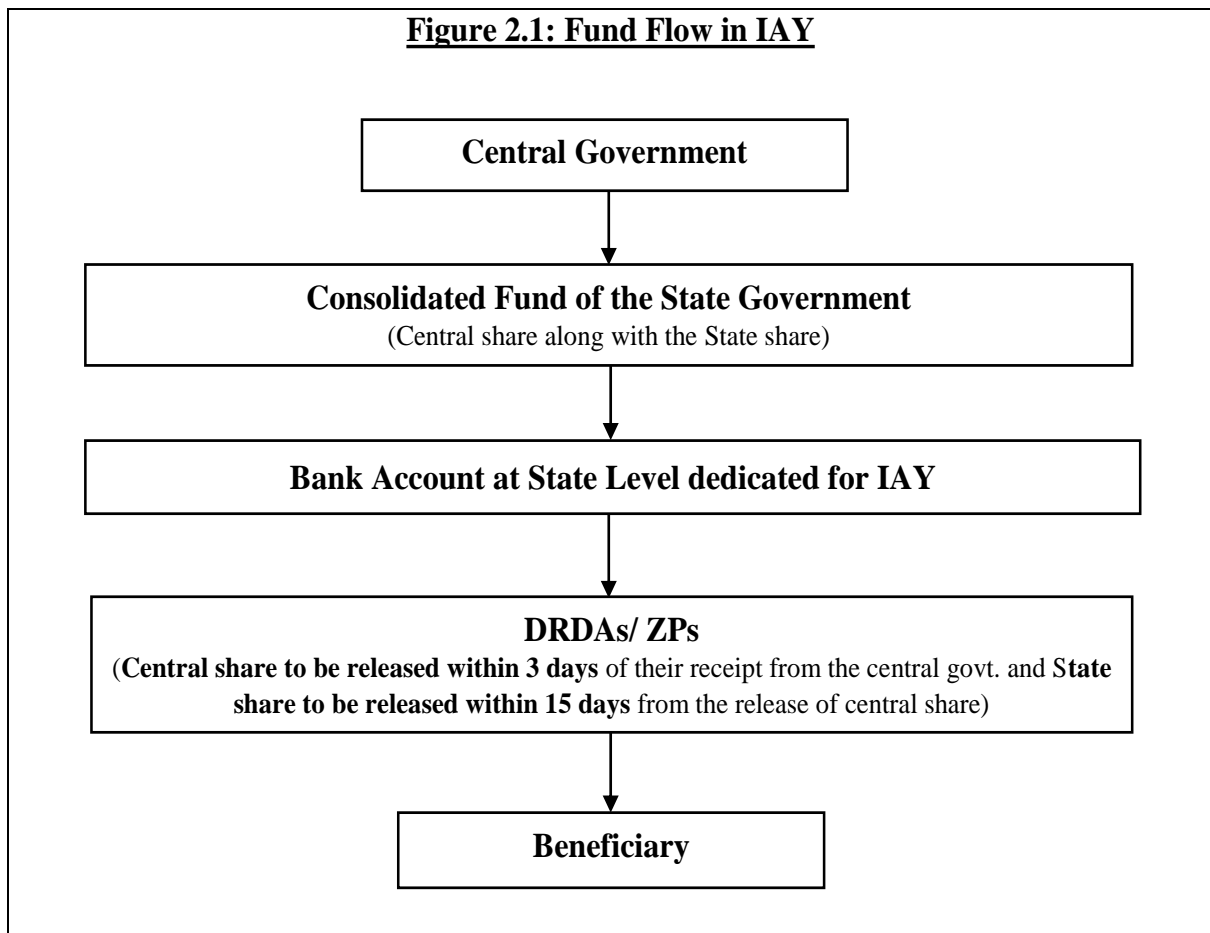 Figure 2.1: Fund Flow in IAY
Central Government
Consolidated Fund of the State Government
(Central share along with the State share)
Bank Account at State Level dedicated for IAY
DRDAs/ ZPs
(Central share to be released within 3 days of their receipt from the central govt. and State
share to be released within 15 days from the release of central share)
Beneficiary